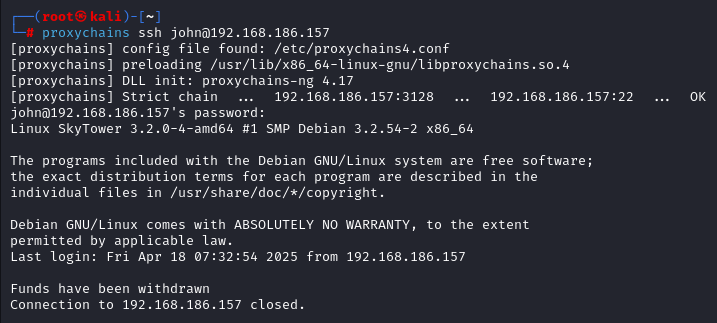 ┌──(root㉿kali)-[~]
└─# proxychains ssh john@192.168.186.157
[proxychains] config file found: /etc/proxychains4.conf
[proxychains] preloading /usr/lib/x86_64-linux-gnu/libproxychains.so.4
[proxychains] DLL init: proxychains-ng 4.17
[proxychains] Strict chain  ...  192.168.186.157:3128  ...  192.168.186.157:22  ...  OK
john@192.168.186.157's password:
Linux SkyTower 3.2.0-4-amd64 #1 SMP Debian 3.2.54-2 x86_64
The programs included with the Debian GNU/Linux system are free software;
the exact distribution terms for each program are described in the
individual files in /usr/share/doc/*/copyright.
Debian GNU/Linux comes with ABSOLUTELY NO WARRANTY, to the extent
permitted by applicable law.
Last login: Fri Apr 18 07:32:54 2025 from 192.168.186.157
Funds have been withdrawn
Connection to 192.168.186.157 closed.